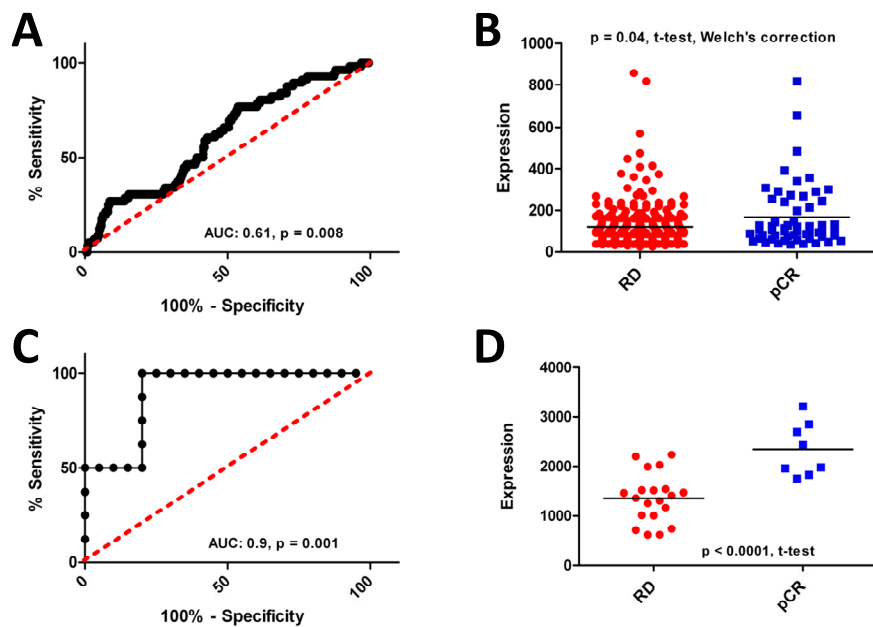 A
% Sensitivity
100
50
0
AUC: 0.61, p = 0.008
0
50
100
100% - Specificity
B
p = 0.04, t-test, Welch's correction
Expression
1000
800
600
400
200
0
RD
pCR
C
% Sensitivity
100
50
0
AUC: 0.9, p = 0.001
0
50
100
100% - Specificity
D
Expression
4000
3000
2000
1000
0
p < 0.0001, t-test
RD
pCR